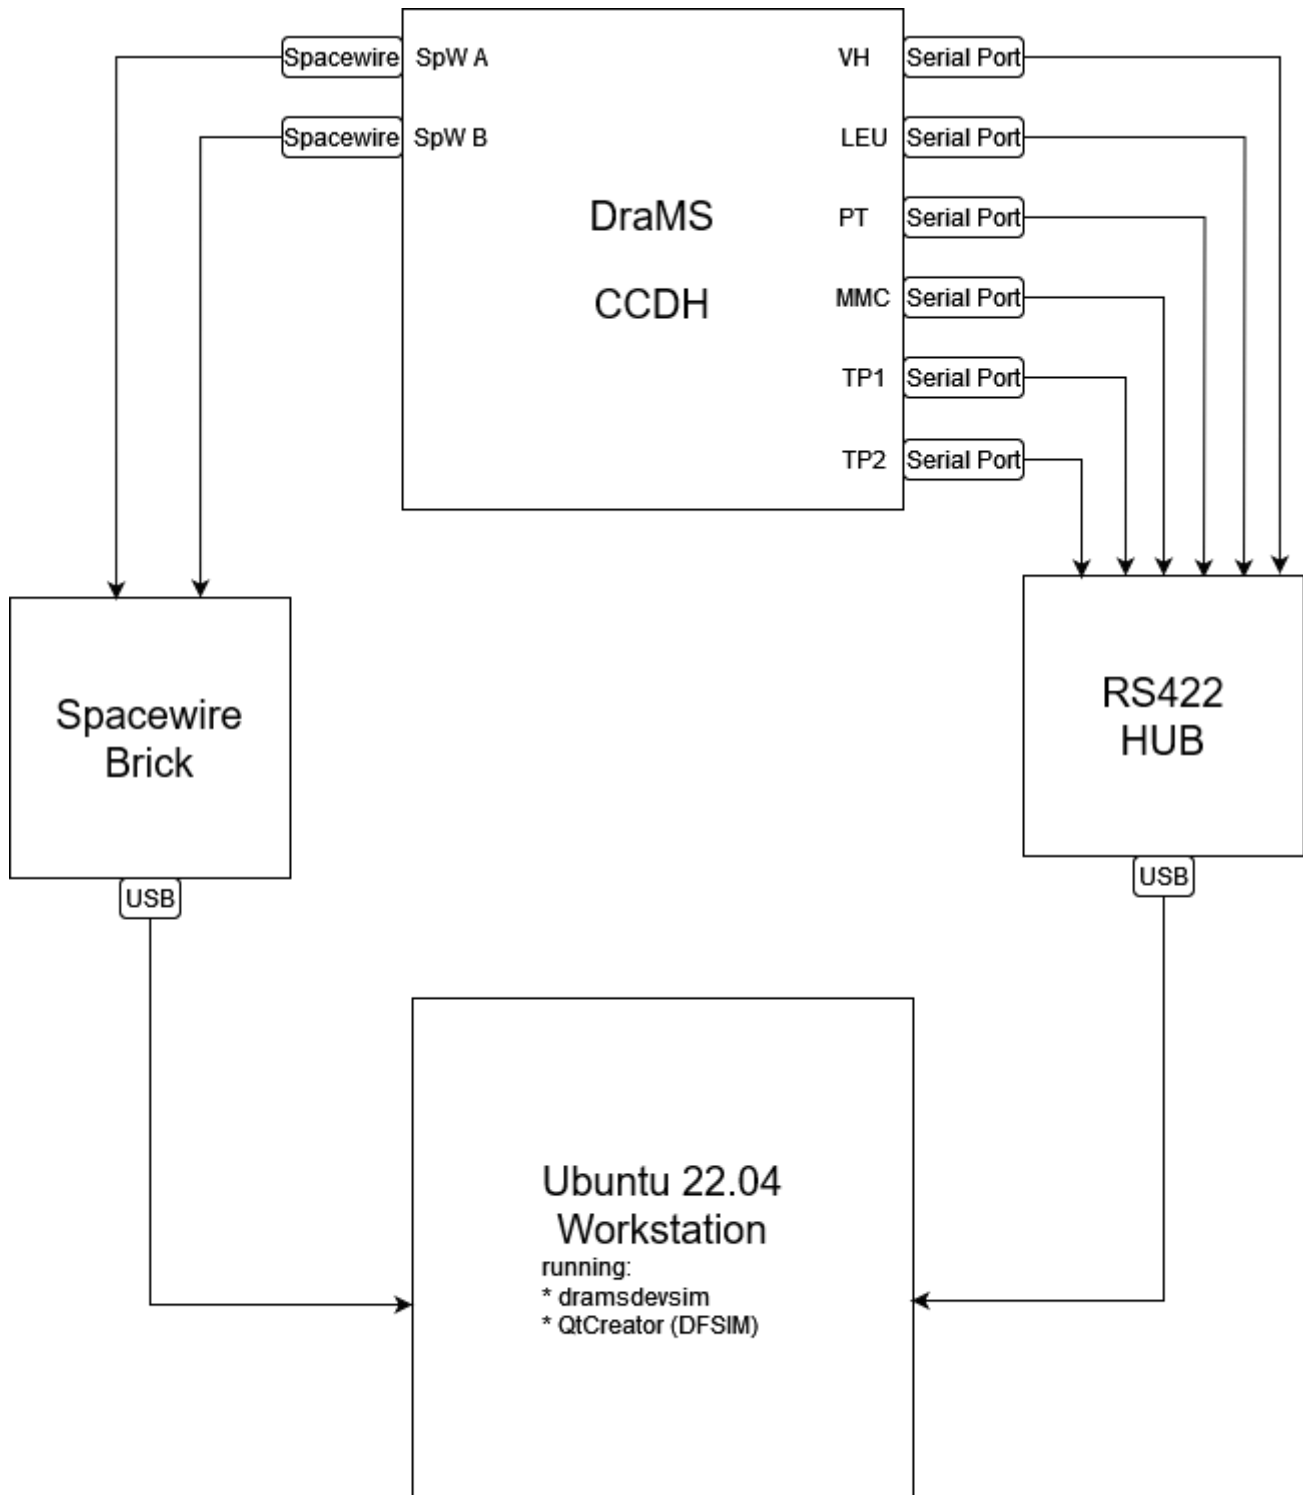 Spacewire SpW A VH Serial Port
Spacewire SpW B LEU Serial Port
DraMS
PT Serial Port
CCDH
MMC Serial Port
TP1 Serial Port
TP2 Serial Port
Spacewire
Brick
USB
RS422
HUB
USB
Ubuntu 22.04
Workstation
running:
* dramsdevsim
* QtCreator (DFSIM)